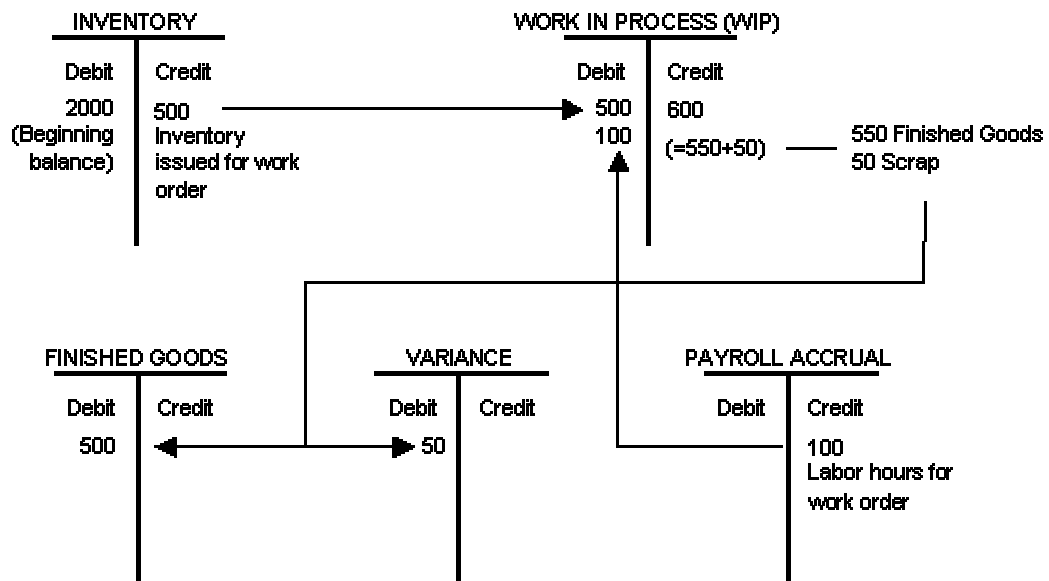 INVENTORY
Debit
Credit
2000
(Beginning
balance)
500
Inventory
issued for work
order
WORK IN PROCESS (WIP)
Debit
Credit
500
100
600
(=550+50)
550 Finished Goods
50 Scrap
FINISHED GOODS
Debit
Credit
500
VARIANCE
Debit
Credit
50
PAYROLL ACCRUAL
Debit
Credit
100
Labor hours for
work order